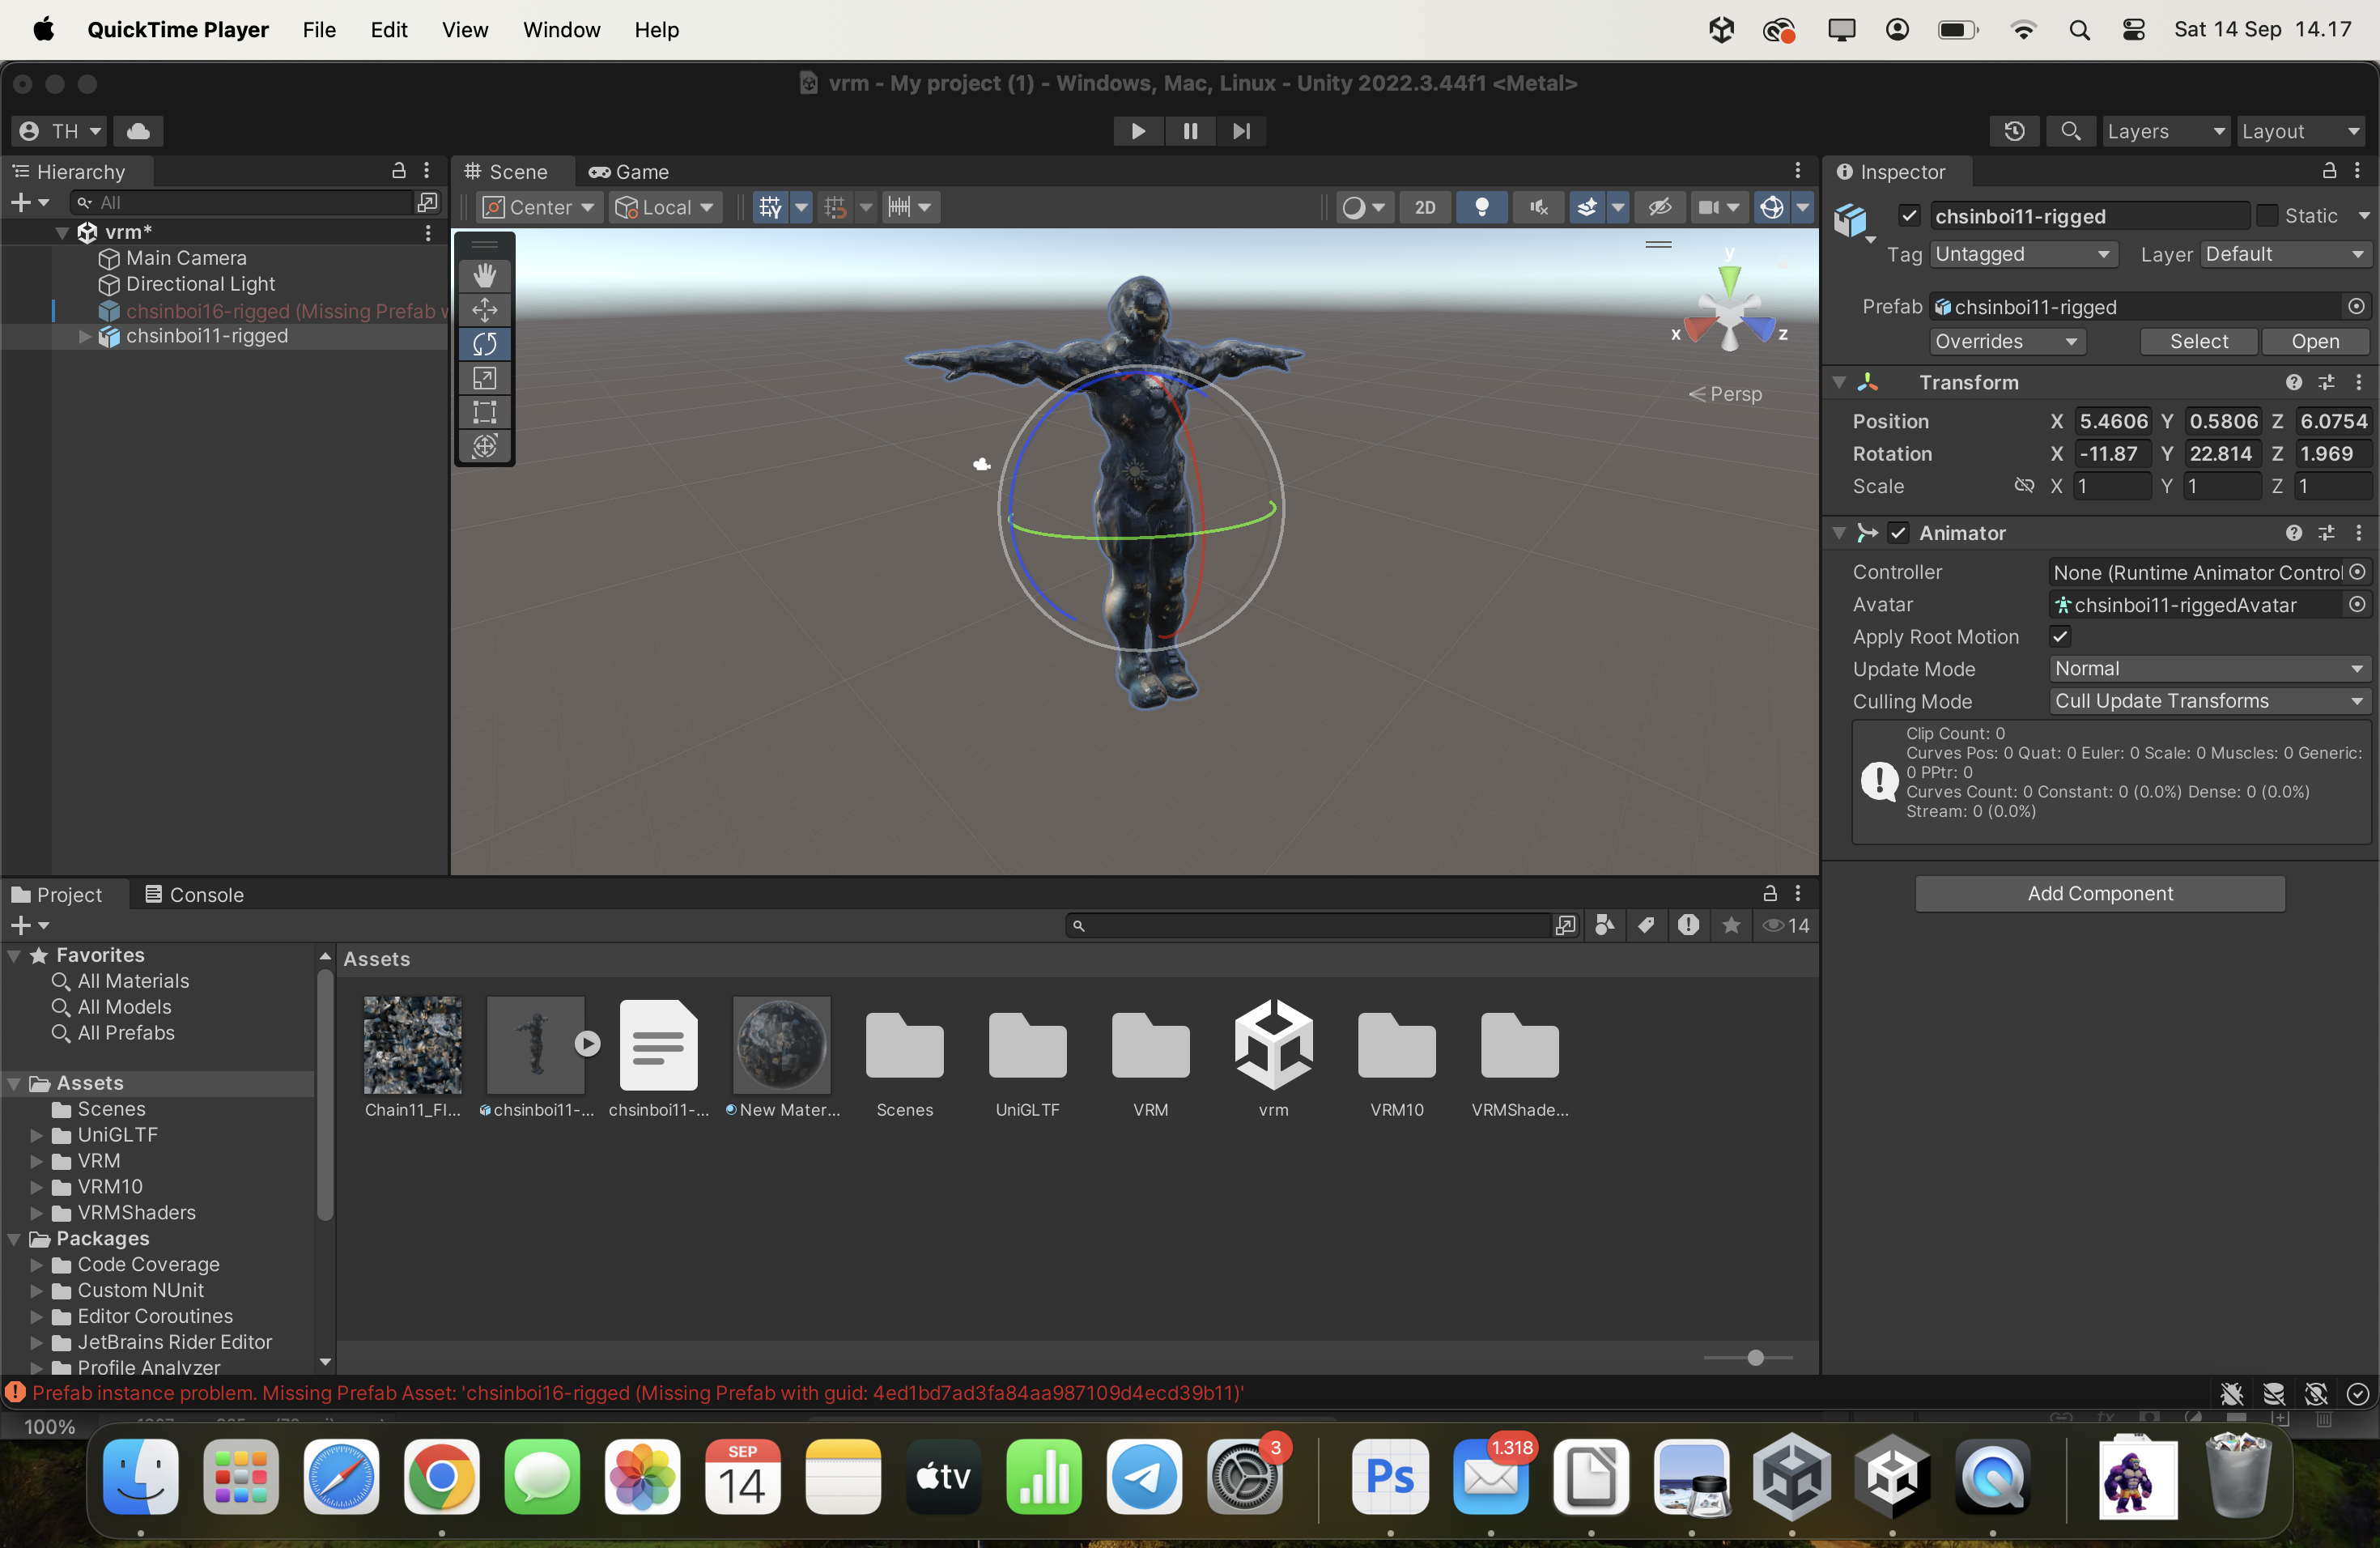 QuickTime Player File Edit View Window Help Sat 14 Sep 14.17
vrm - My project (1) - Windows, Mac, Linux - Unity 2022.3.44f1 <Metal>
TH Layers Layout
Hierarchy
All
vrm*
Main Camera
Directional Light
chsinboi16-rigged (Missing Prefab w
chsinboi11-rigged
Scene Game
Center Local 2D
y
x z
Persp
Inspector
chsinboi11-rigged Static
Tag Untagged Layer Default
Prefab chsinboi11-rigged
Overrides Select Open
Transform
Position X 5.4606 Y 0.5806 Z 6.0754
Rotation X -11.87 Y 22.814 Z 1.969
Scale X 1 Y 1 Z 1
Animator
Controller None (Runtime Animator Control
Avatar chsinboi11-riggedAvatar
Apply Root Motion
Update Mode Normal
Culling Mode Cull Update Transforms
Clip Count: 0
Curves Pos: 0 Quat: 0 Euler: 0 Scale: 0 Muscles: 0 Generic:
0 PPtr: 0
Curves Count: 0 Constant: 0 (0.0%) Dense: 0 (0.0%)
Stream: 0 (0.0%)
Add Component
Project Console
14
Favorites
All Materials
All Models
All Prefabs
Assets
Scenes
UniGLTF
VRM
VRM10
VRMShaders
Packages
Code Coverage
Custom NUnit
Editor Coroutines
JetBrains Rider Editor
Profile Analyzer
Assets
Chain11_Fl... chsinboi11-... chsinboi11-... New Mater... Scenes UniGLTF VRM vrm VRM10 VRMShade...
Prefab instance problem. Missing Prefab Asset: 'chsinboi16-rigged (Missing Prefab with guid: 4ed1bd7ad3fa84aa987109d4ecd39b11)'
100%
SEP
14
tv
3
Ps
1.318